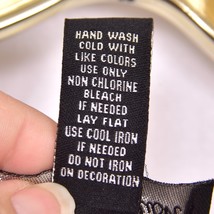 HAND WASH
COLD WITH
LIKE COLORS
USE ONLY
NON CHLORINE
BLEACH
IF NEEDED
LAY FLAT
USE COOL IRON
IF NEEDED
DO NOT IRON
ON DECORATION